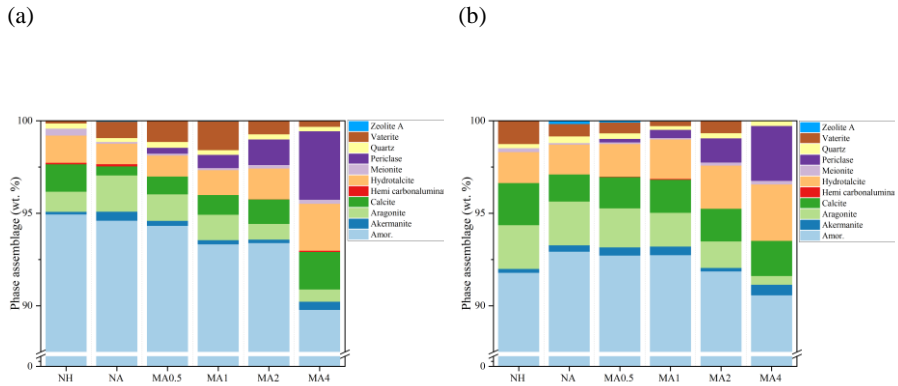 (a)
(b)
100
95
90
0
Phase assemblage (wt. %)
NH
NA
MA0.5
MA1
MA2
MA4
Zeolite A
Vaterite
Quartz
Periclase
Meionite
Hydrotalcite
Hemi carbonalumina
Calcite
Aragonite
Akermanite
Amor.
100
95
90
0
Phase assemblage (wt. %)
NH
NA
MA0.5
MA1
MA2
MA4
Zeolite A
Vaterite
Quartz
Periclase
Meionite
Hydrotalcite
Hemi carbonalumina
Calcite
Aragonite
Akermanite
Amor.